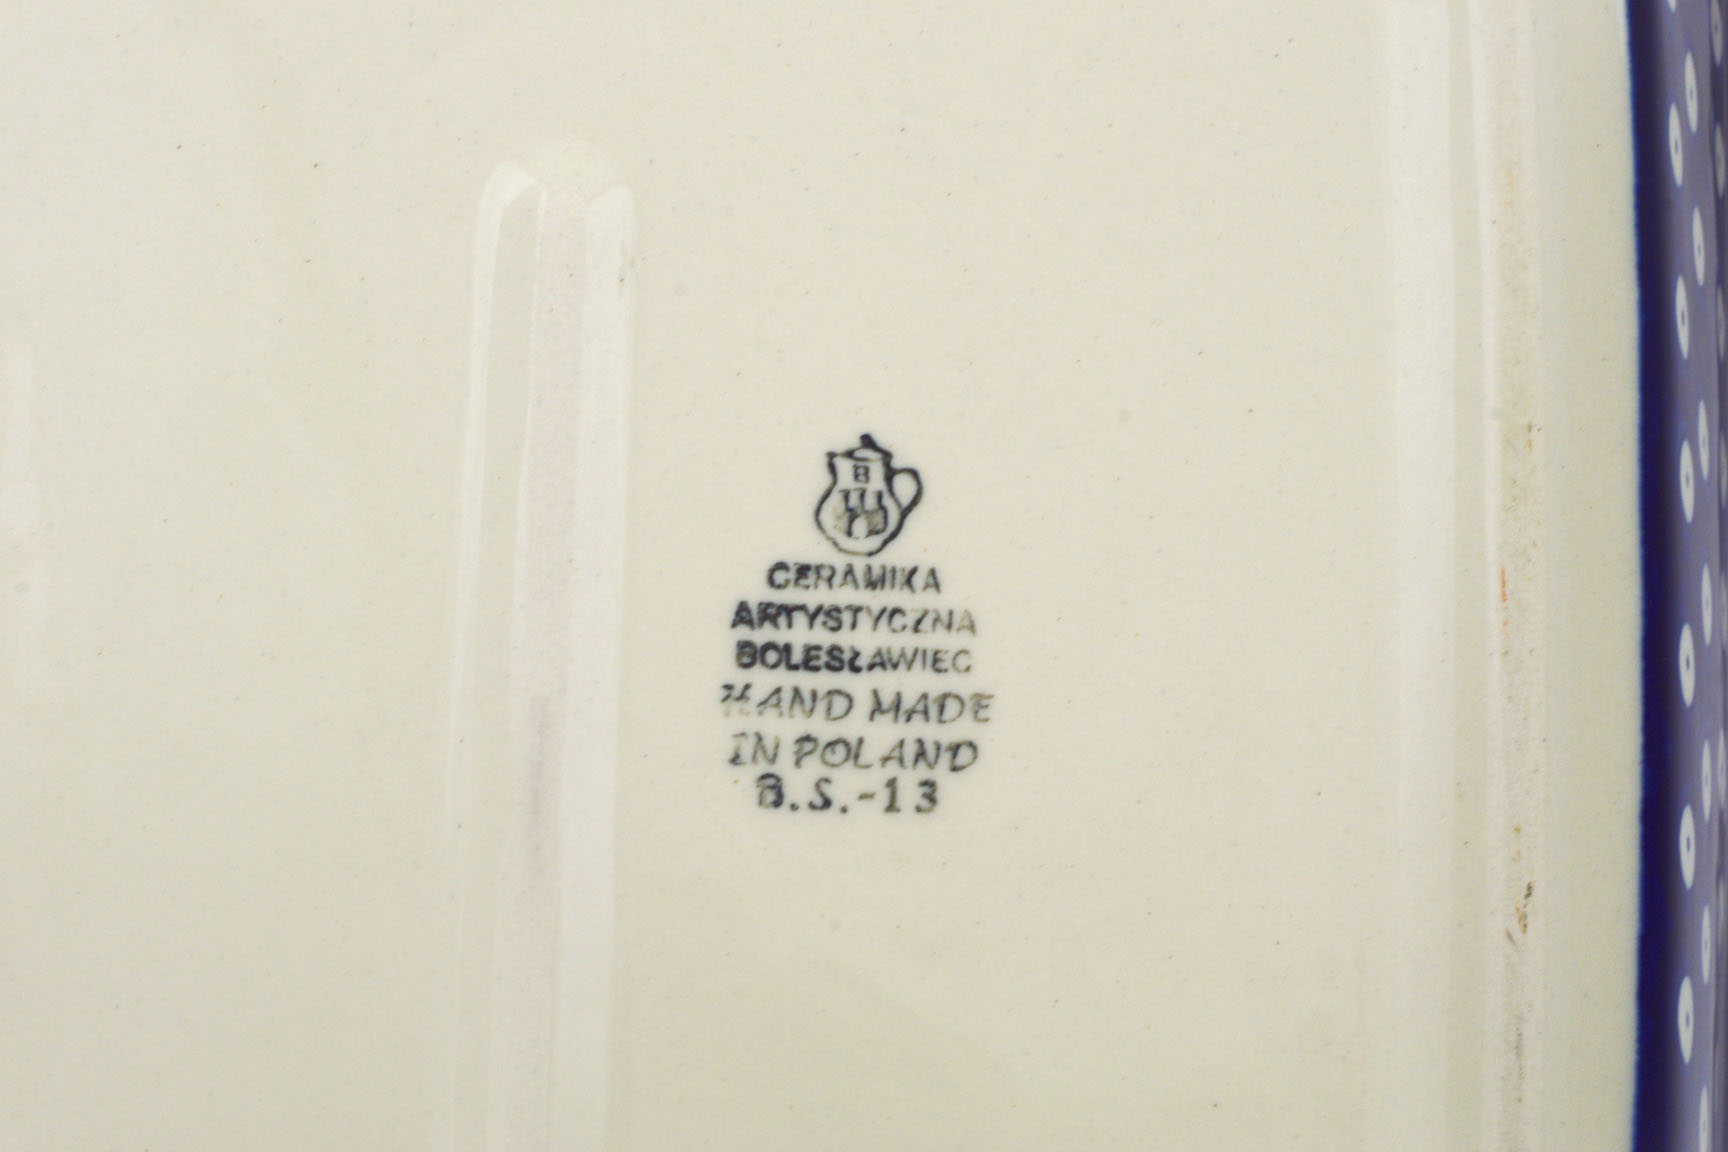 B
CERAMIKA
ARTYSTYCZNA
BOLESŁAWIEC
HAND MADE
IN POLAND
B.S.-13